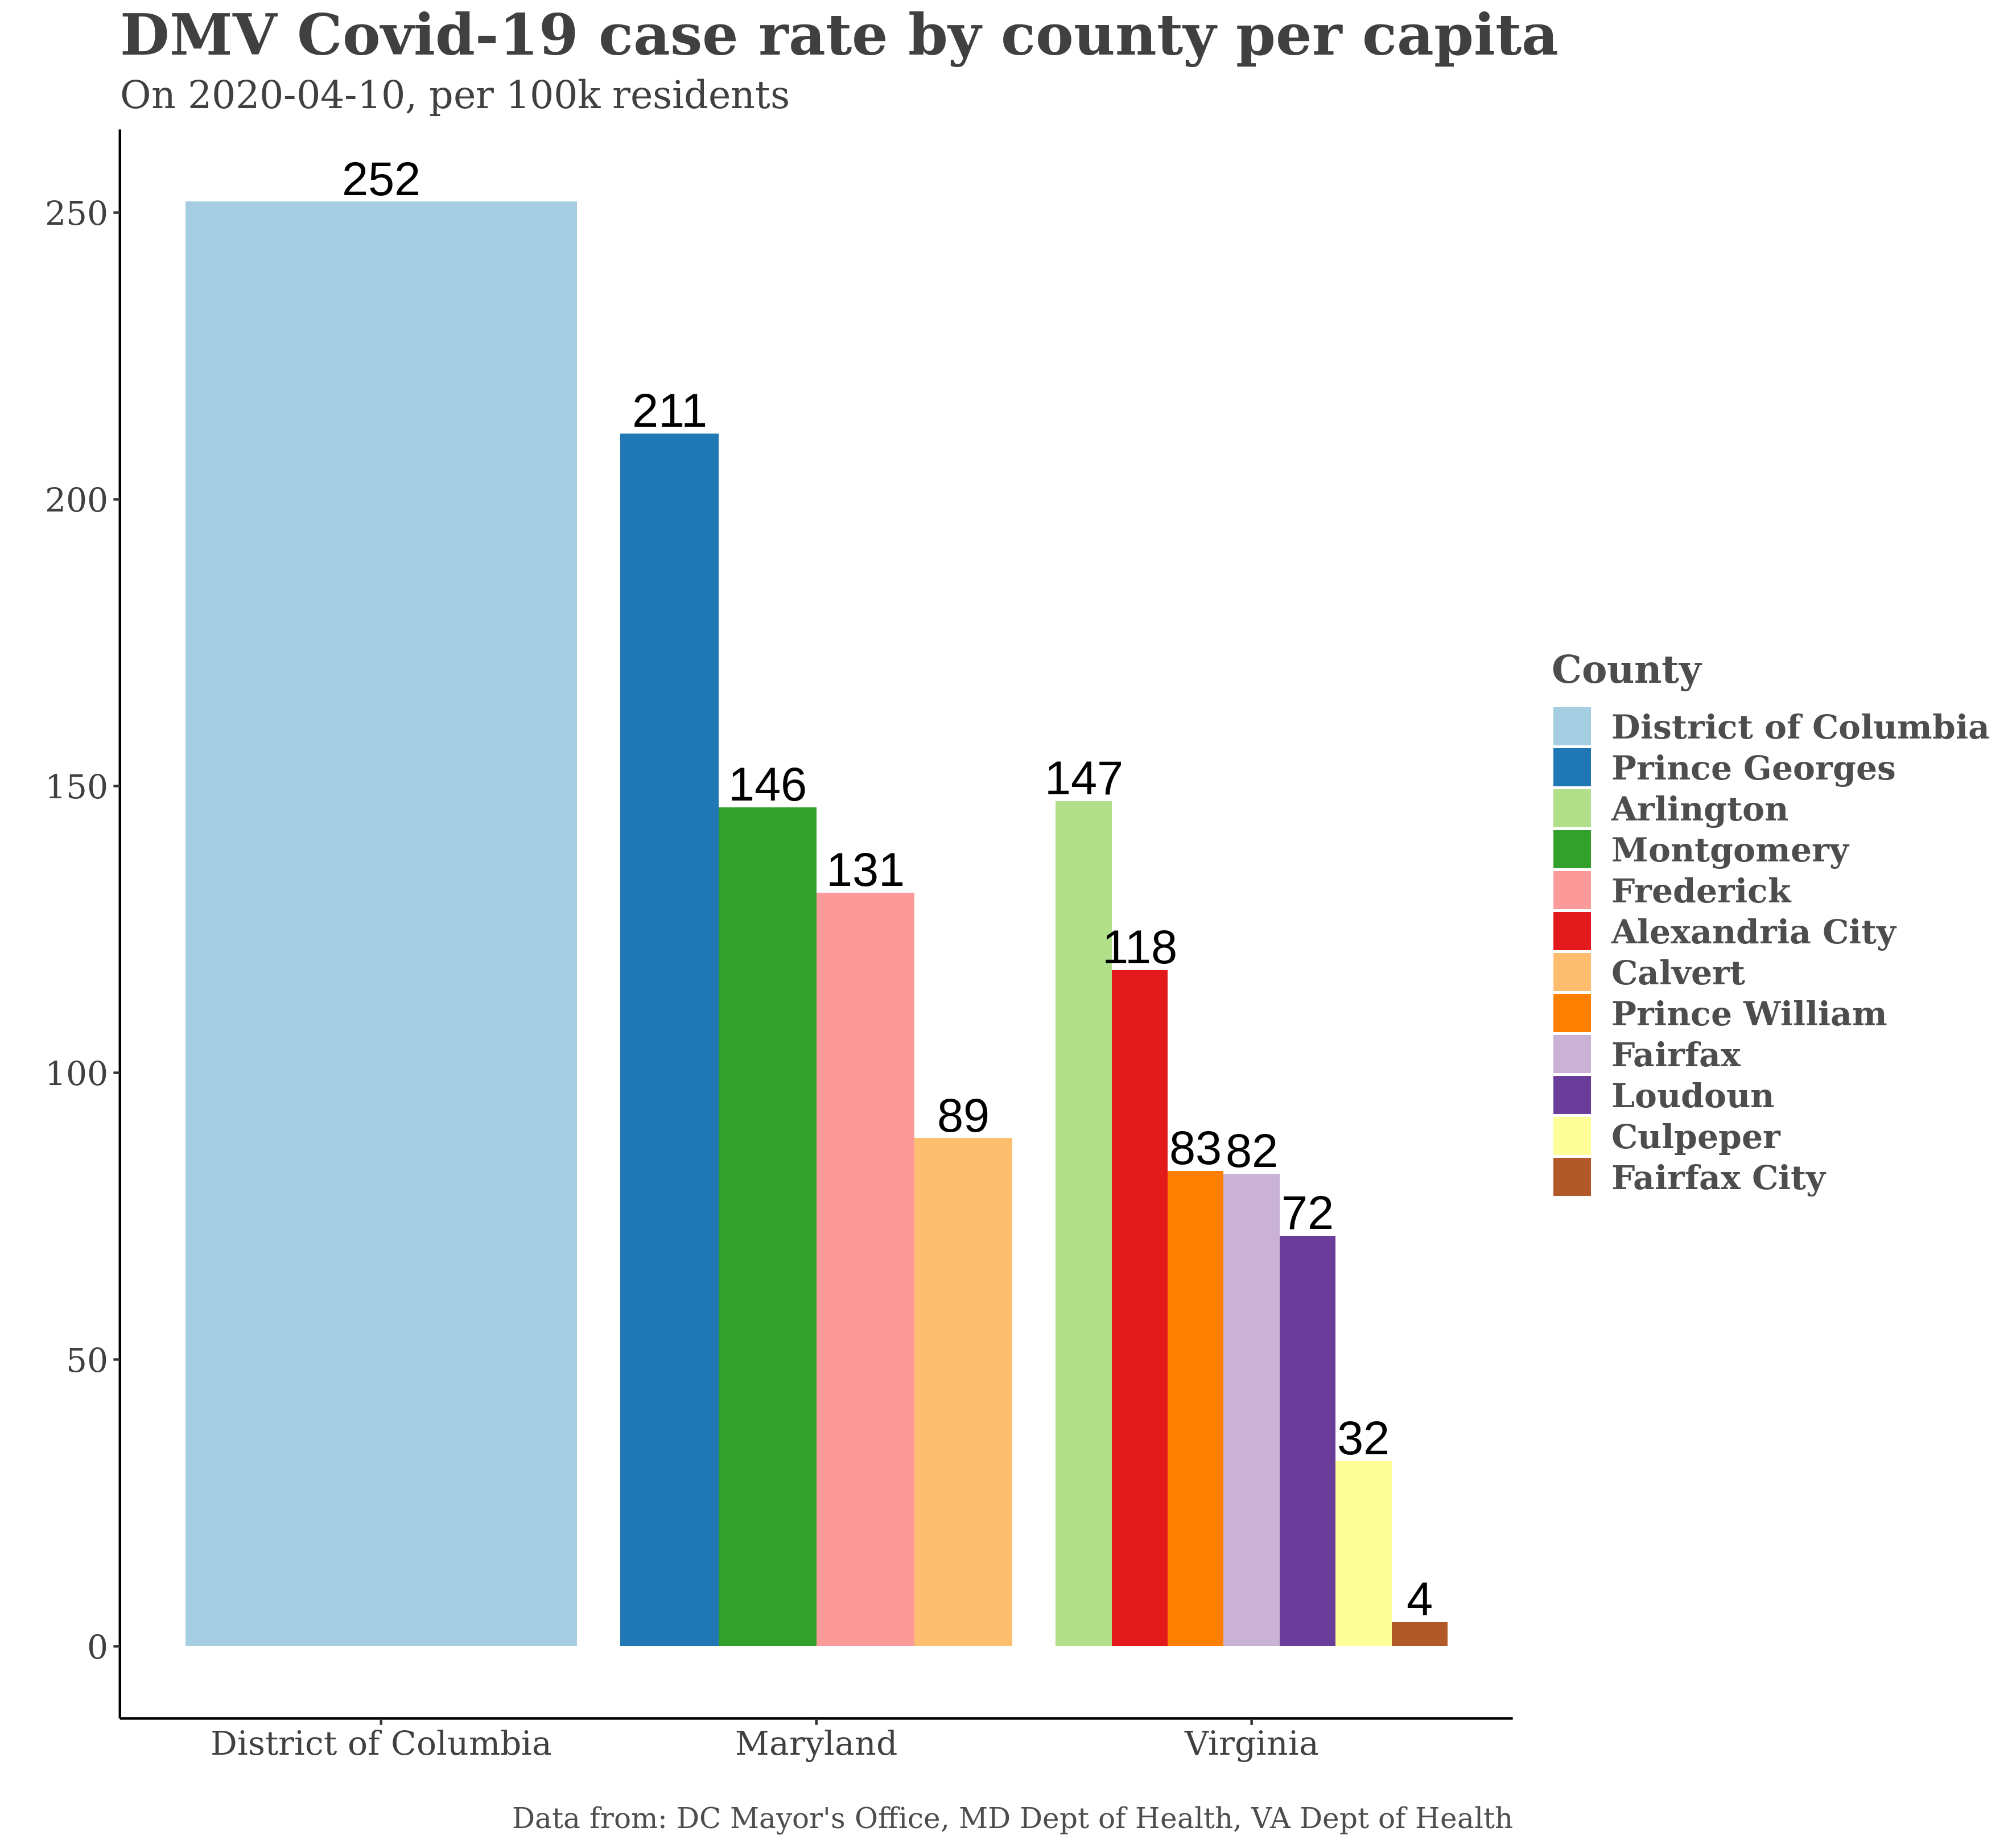 DMV Covid-19 case rate by county per capita
On 2020-04-10, per 100k residents
252
250
211
200
150
147
146
131
118
100
89
83
82
72
50
32
4
0
County
District of Columbia
Prince Georges
Arlington
Montgomery
Frederick
Alexandria City
Calvert
Prince William
Fairfax
Loudoun
Culpeper
Fairfax City
District of Columbia Maryland Virginia
Data from: DC Mayor's Office, MD Dept of Health, VA Dept of Health